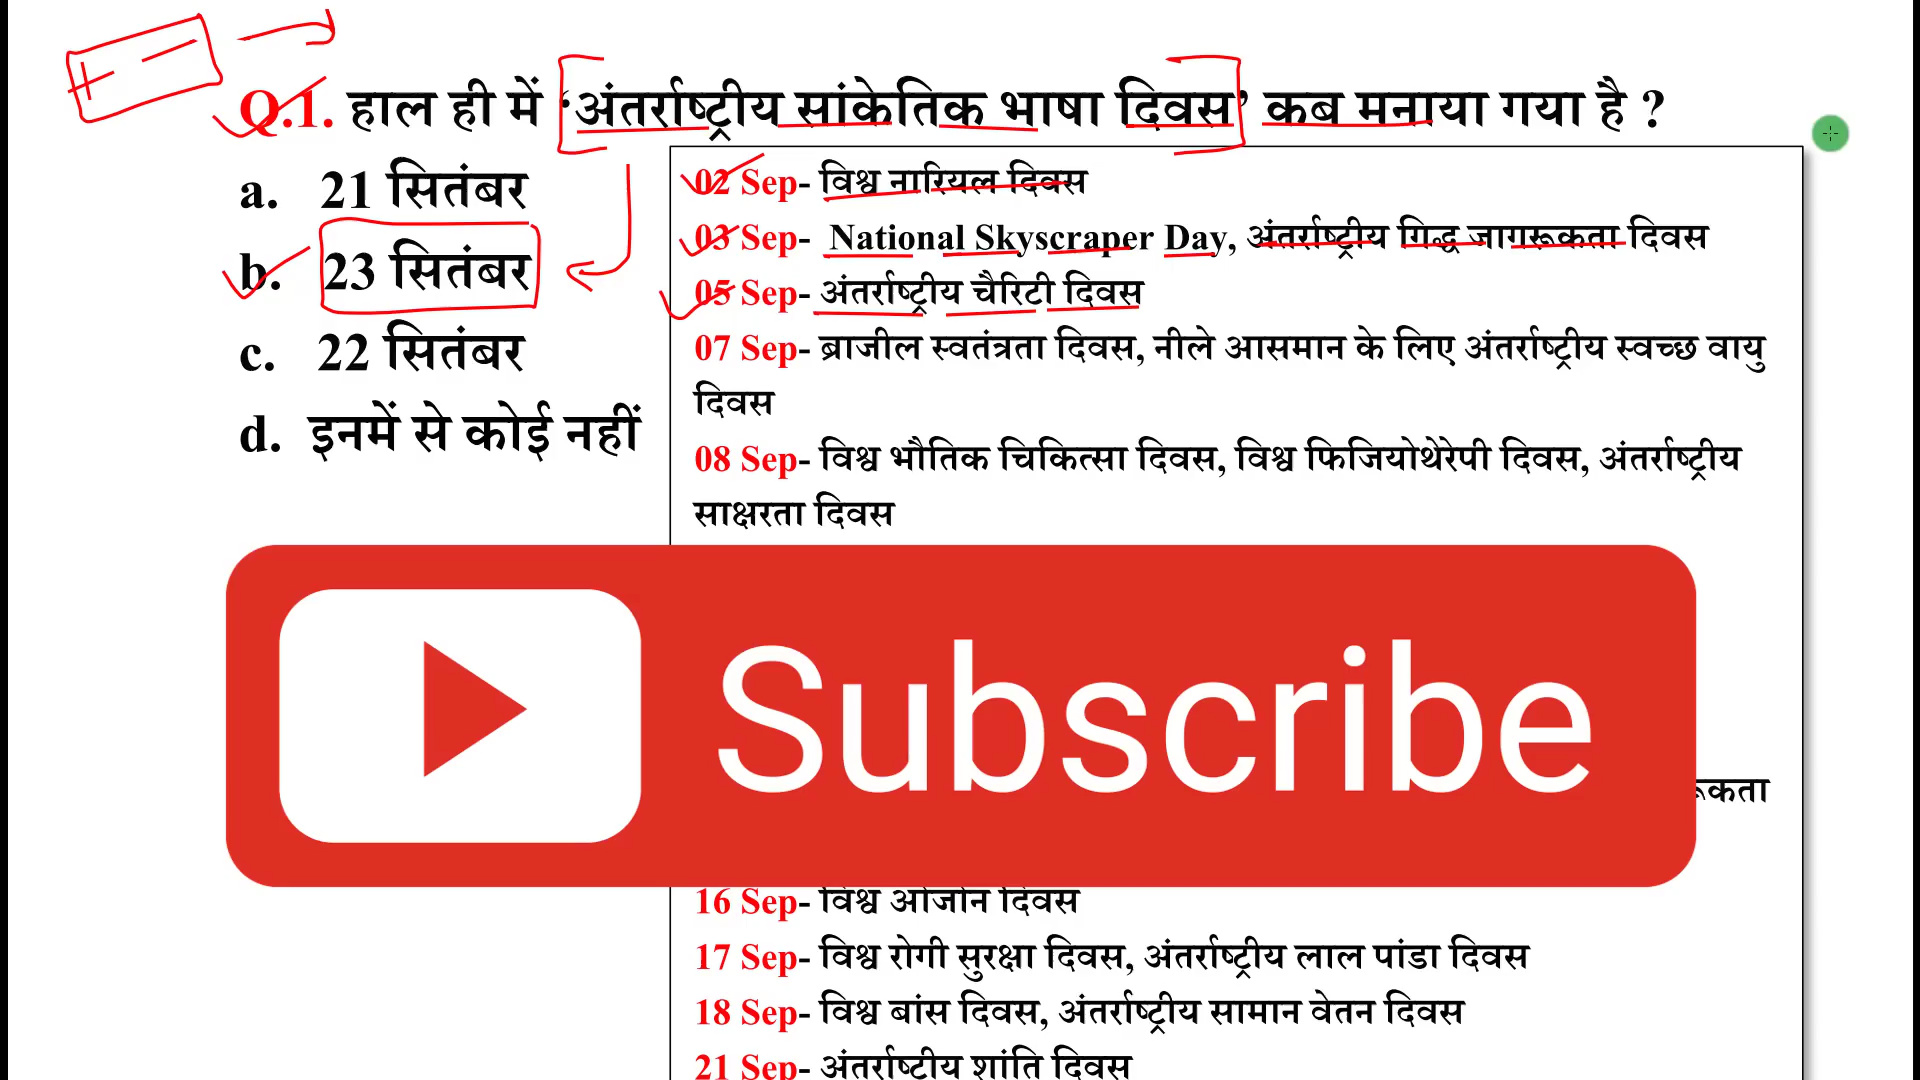 Q.1. हाल ही में ‘अंतर्राष्ट्रीय सांकेतिक भाषा दिवस’ कब मनाया गया है ?
a. 21 सितंबर
b. 23 सितंबर
c. 22 सितंबर
d. इनमें से कोई नहीं
02 Sep- विश्व नारियल दिवस
03 Sep- National Skyscraper Day, अंतर्राष्ट्रीय गिद्ध जागरूकता दिवस
05 Sep- अंतर्राष्ट्रीय चैरिटी दिवस
07 Sep- ब्राजील स्वतंत्रता दिवस, नीले आसमान के लिए अंतर्राष्ट्रीय स्वच्छ वायु
दिवस
08 Sep- विश्व भौतिक चिकित्सा दिवस, विश्व फिजियोथेरेपी दिवस, अंतर्राष्ट्रीय
साक्षरता दिवस
Subscribe
16 Sep- विश्व ओजोन दिवस
17 Sep- विश्व रोगी सुरक्षा दिवस, अंतर्राष्ट्रीय लाल पांडा दिवस
18 Sep- विश्व बांस दिवस, अंतर्राष्ट्रीय सामान वेतन दिवस
21 Sep- अंतर्राष्ट्रीय शांति दिवस